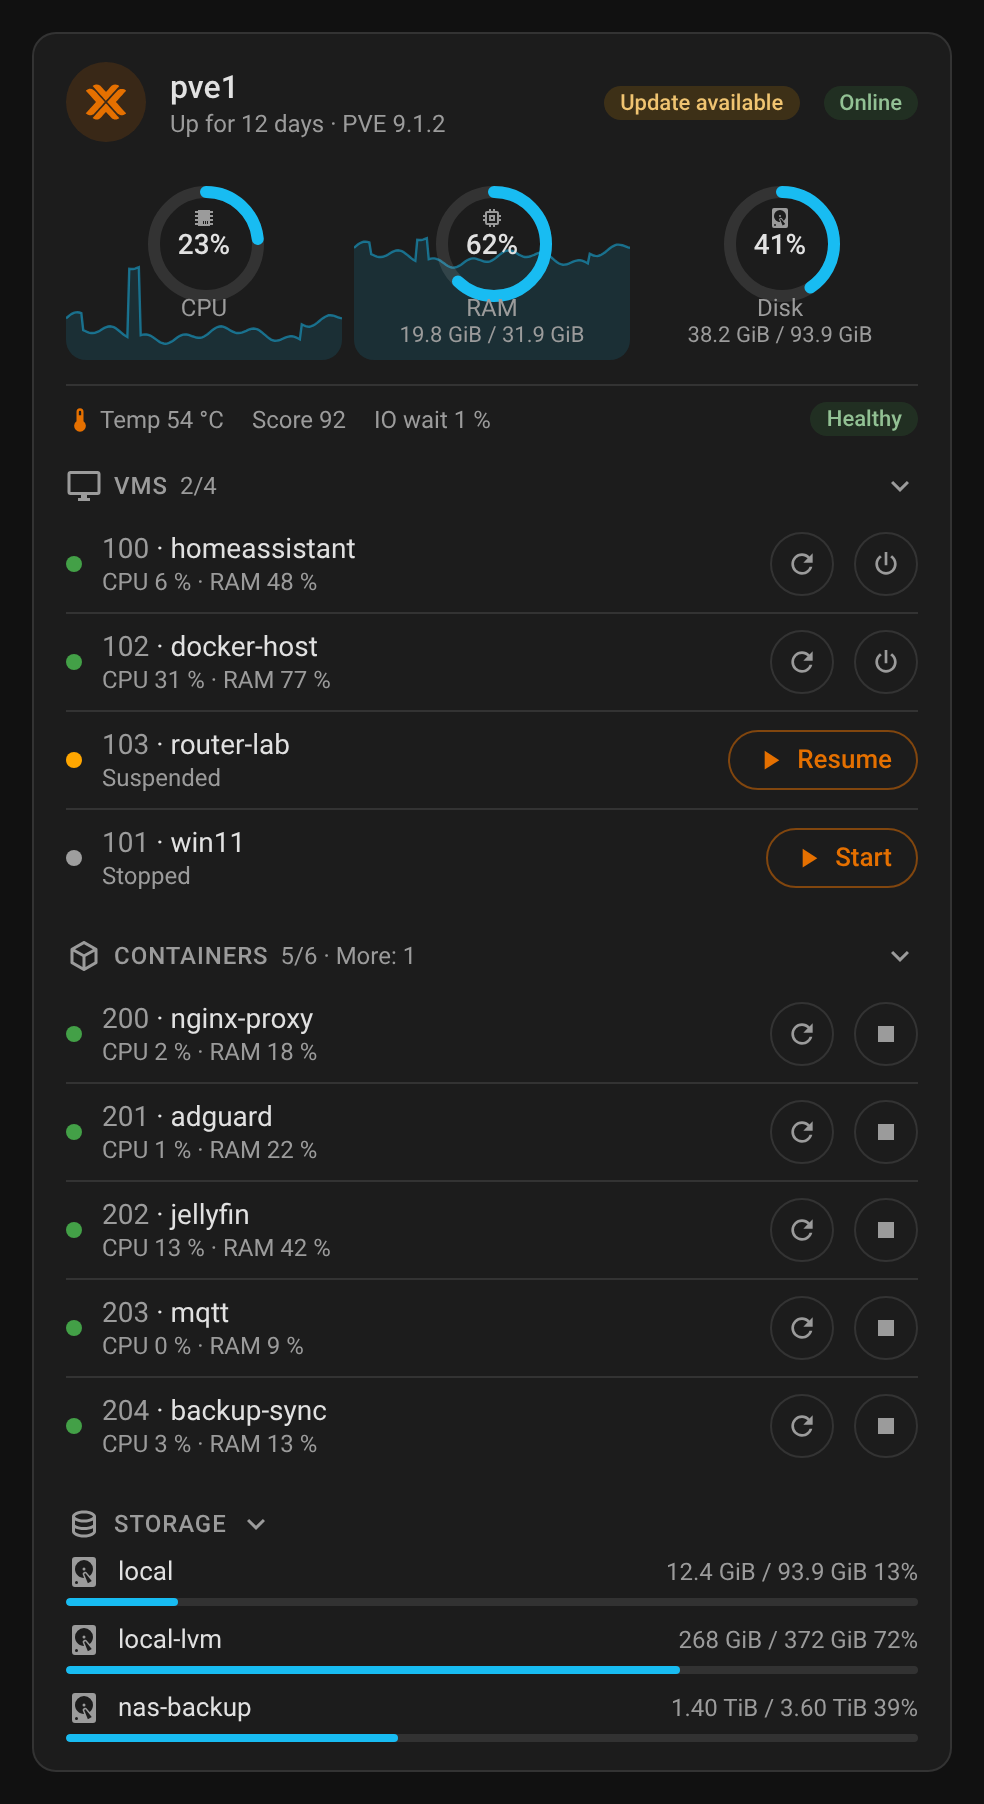 pve1
Up for 12 days · PVE 9.1.2
Update available
Online
23%
CPU
62%
RAM
19.8 GiB / 31.9 GiB
41%
Disk
38.2 GiB / 93.9 GiB
Temp 54 °C Score 92 IO wait 1 %
Healthy
VMS 2/4
100 · homeassistant
CPU 6 % · RAM 48 %
102 · docker-host
CPU 31 % · RAM 77 %
103 · router-lab
Suspended
Resume
101 · win11
Stopped
Start
CONTAINERS 5/6 · More: 1
200 · nginx-proxy
CPU 2 % · RAM 18 %
201 · adguard
CPU 1 % · RAM 22 %
202 · jellyfin
CPU 13 % · RAM 42 %
203 · mqtt
CPU 0 % · RAM 9 %
204 · backup-sync
CPU 3 % · RAM 13 %
STORAGE
local 12.4 GiB / 93.9 GiB 13%
local-lvm 268 GiB / 372 GiB 72%
nas-backup 1.40 TiB / 3.60 TiB 39%